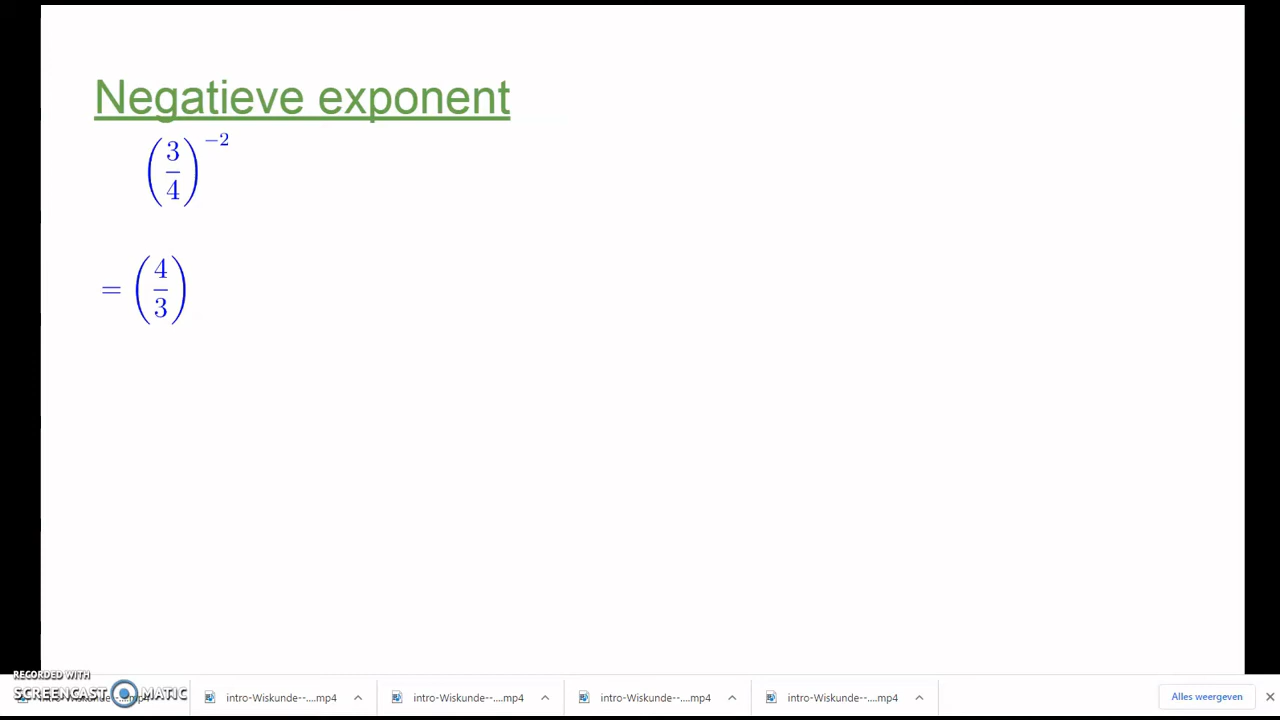 Negatieve exponent
(3/4)^−2
= (4/3)
RECORDED WITH
SCREENCAST MATIC
intro-Wiskunde--....mp4
intro-Wiskunde--....mp4
intro-Wiskunde--....mp4
intro-Wiskunde--....mp4
Alles weergeven